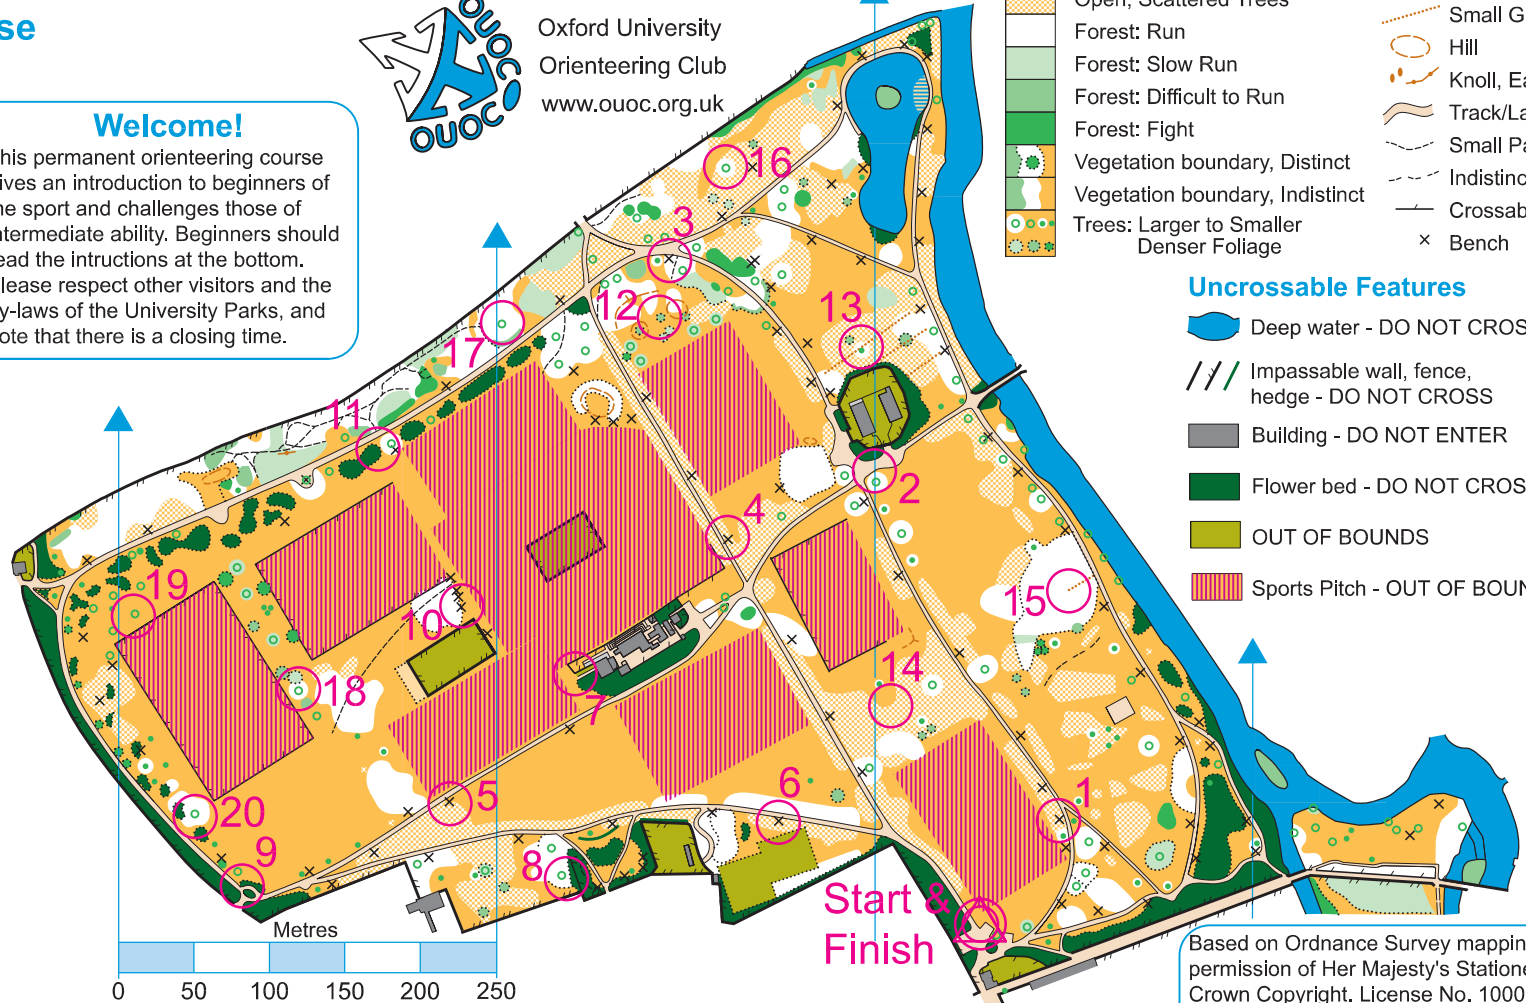 se
Oxford University
Orienteering Club
www.ouoc.org.uk
OUOC
OUOC
Welcome!
his permanent orienteering course
ives an introduction to beginners of
he sport and challenges those of
ntermediate ability. Beginners should
ead the intructions at the bottom.
lease respect other visitors and the
y-laws of the University Parks, and
ote that there is a closing time.
Open, Scattered Trees
Forest: Run
Forest: Slow Run
Forest: Difficult to Run
Forest: Fight
Vegetation boundary, Distinct
Vegetation boundary, Indistinct
Trees: Larger to Smaller
Denser Foliage
Small G
Hill
Knoll, Ea
Track/La
Small Pa
Indistinc
Crossab
Bench
Uncrossable Features
Deep water - DO NOT CROS
Impassable wall, fence,
hedge - DO NOT CROSS
Building - DO NOT ENTER
Flower bed - DO NOT CROS
OUT OF BOUNDS
Sports Pitch - OUT OF BOUN
16
3
12
13
17
11
2
4
19
10
15
18
7
14
5
6
1
20
9
8
Start &
Finish
Metres
0 50 100 150 200 250
Based on Ordnance Survey mappin
permission of Her Majesty's Statione
Crown Copyright. License No. 1000